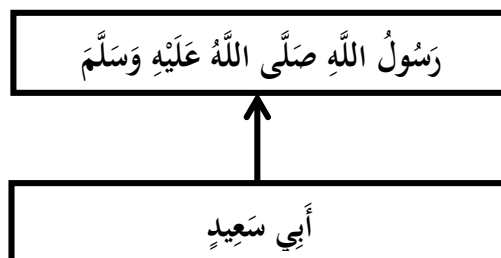 رَسُولُ اللَّهِ صَلَّى اللَّهُ عَلَيْهِ وَسَلَّمَ
أَبِي سَعِيدٍ